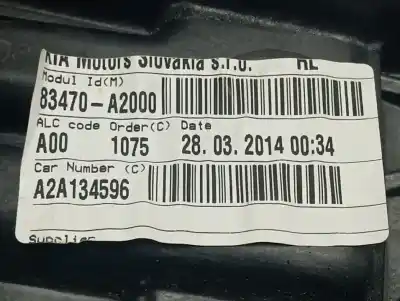 KIA Motors Slovakia s.r.o. RL
Modul Id(M)
83470-A2000
ALC code Order(C) Date
A00 1075 28. 03. 2014 00:34
Car Number (C)
A2A134596
Supplier